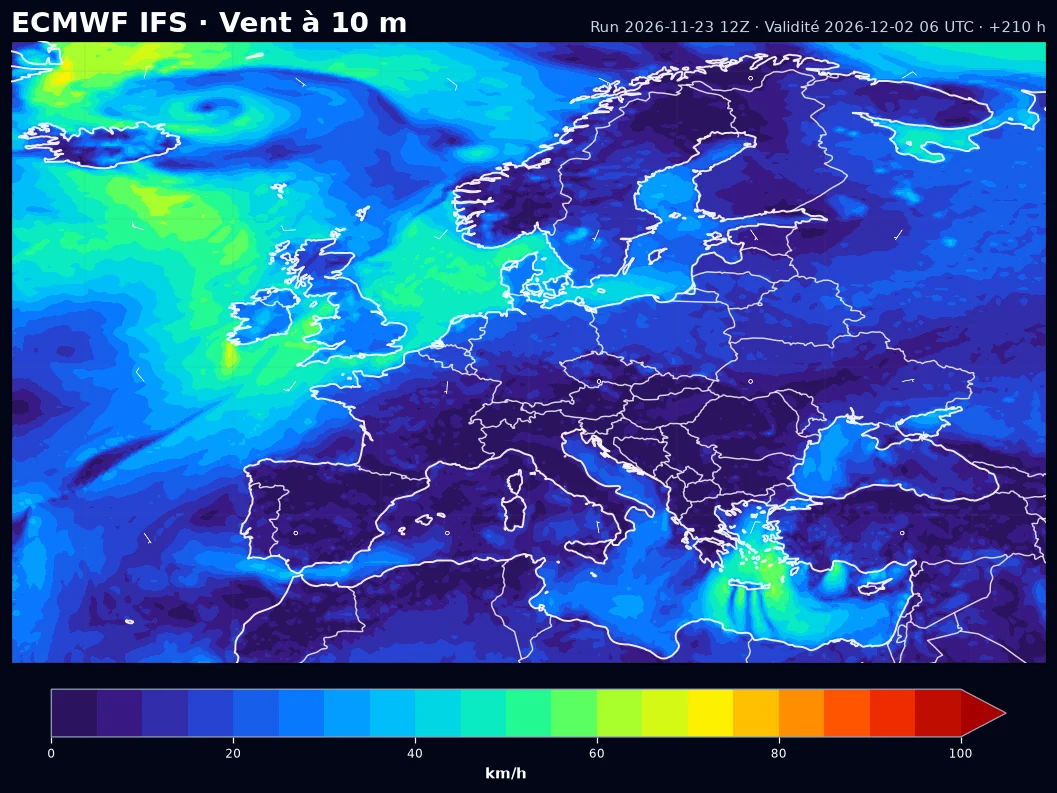 ECMWF IFS · Vent à 10 m
Run 2026-11-23 12Z · Validité 2026-12-02 06 UTC · +210 h
0 20 40 60 80 100
km/h